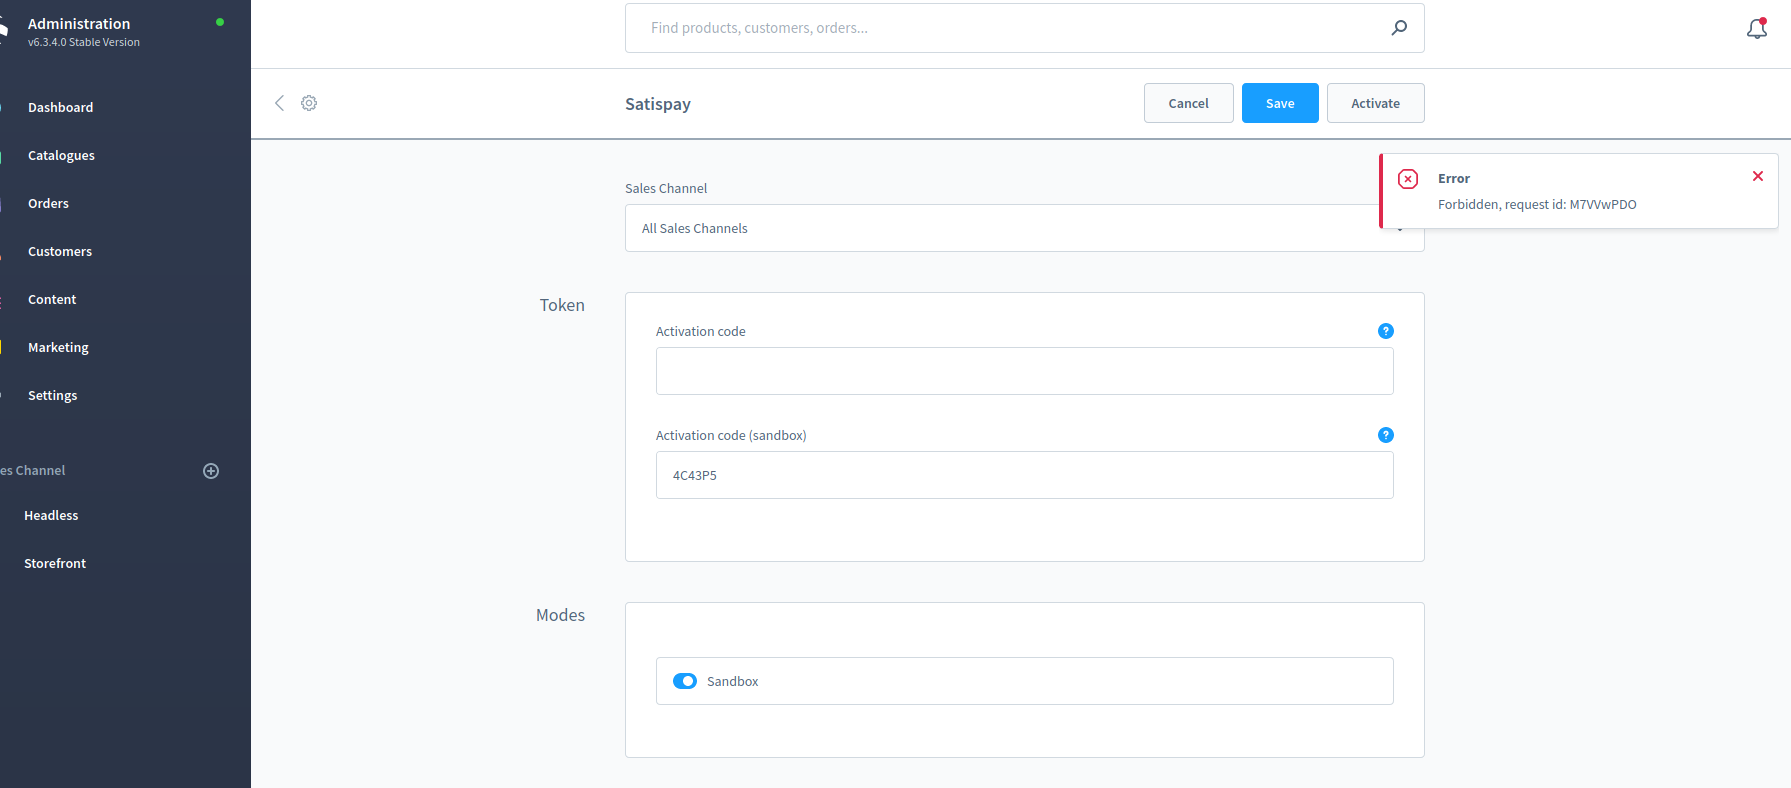 Administration
v6.3.4.0 Stable Version
Find products, customers, orders...
Satispay
Cancel
Save
Activate
Dashboard
Catalogues
Orders
Customers
Content
Marketing
Settings
es Channel
Headless
Storefront
Error
Forbidden, request id: M7VVwPDO
Sales Channel
All Sales Channels
Token
Activation code
?
Activation code (sandbox)
?
4C43P5
Modes
Sandbox